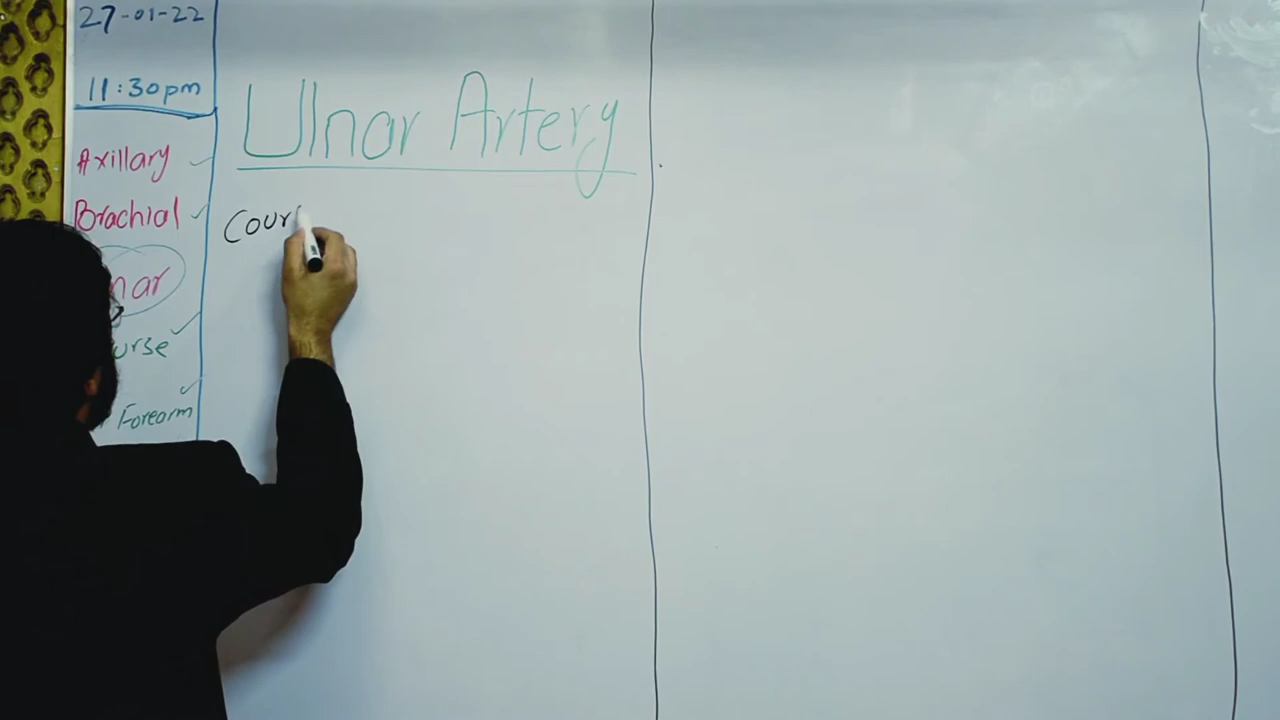 27-01-22
11:30pm
Axillary
Brachial
nar
urse
Forearm
Ulnar Artery
Cour